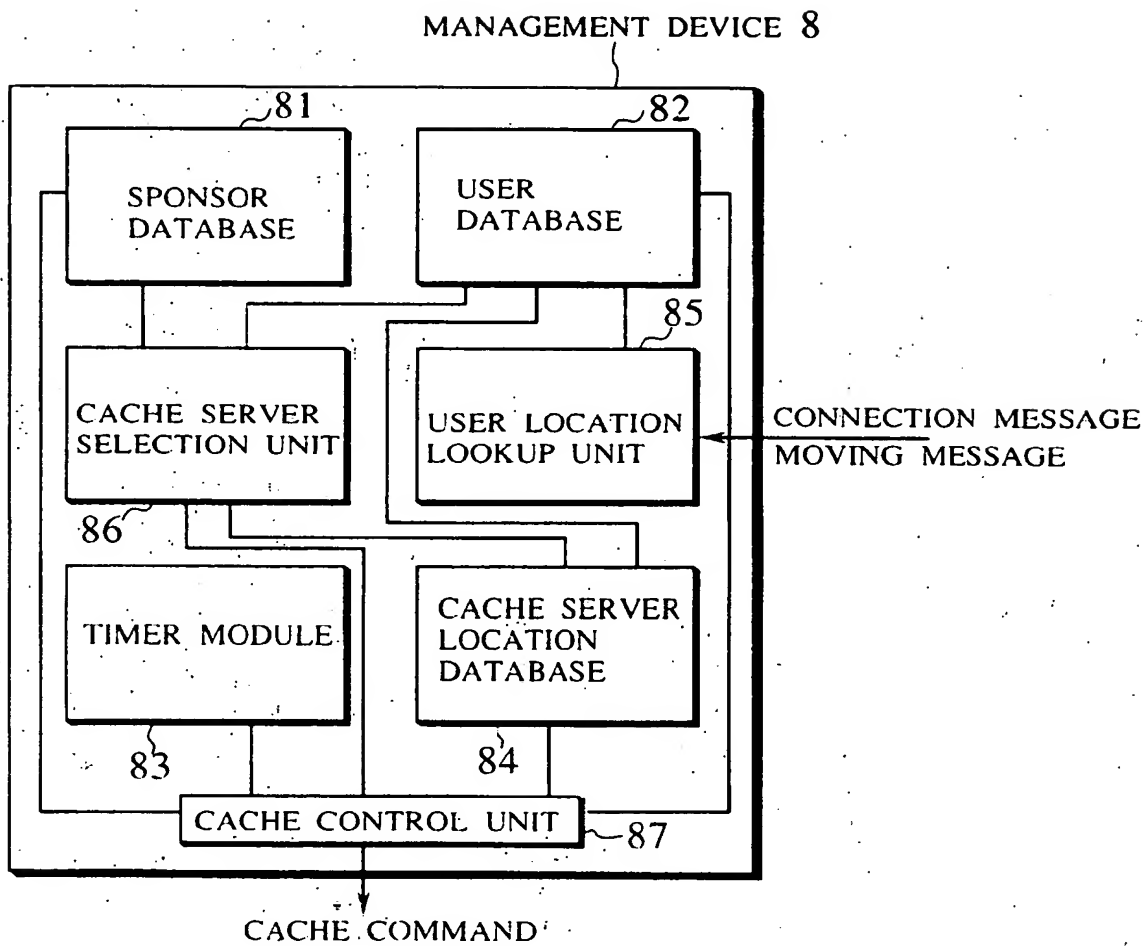 MANAGEMENT DEVICE 8
81
82
SPONSOR
DATABASE
USER
DATABASE
85
CACHE SERVER
SELECTION UNIT
USER LOCATION
LOOKUP UNIT
CONNECTION MESSAGE
MOVING MESSAGE
86
TIMER MODULE
CACHE SERVER
LOCATION
DATABASE
83
84
CACHE CONTROL UNIT
87
CACHE COMMAND